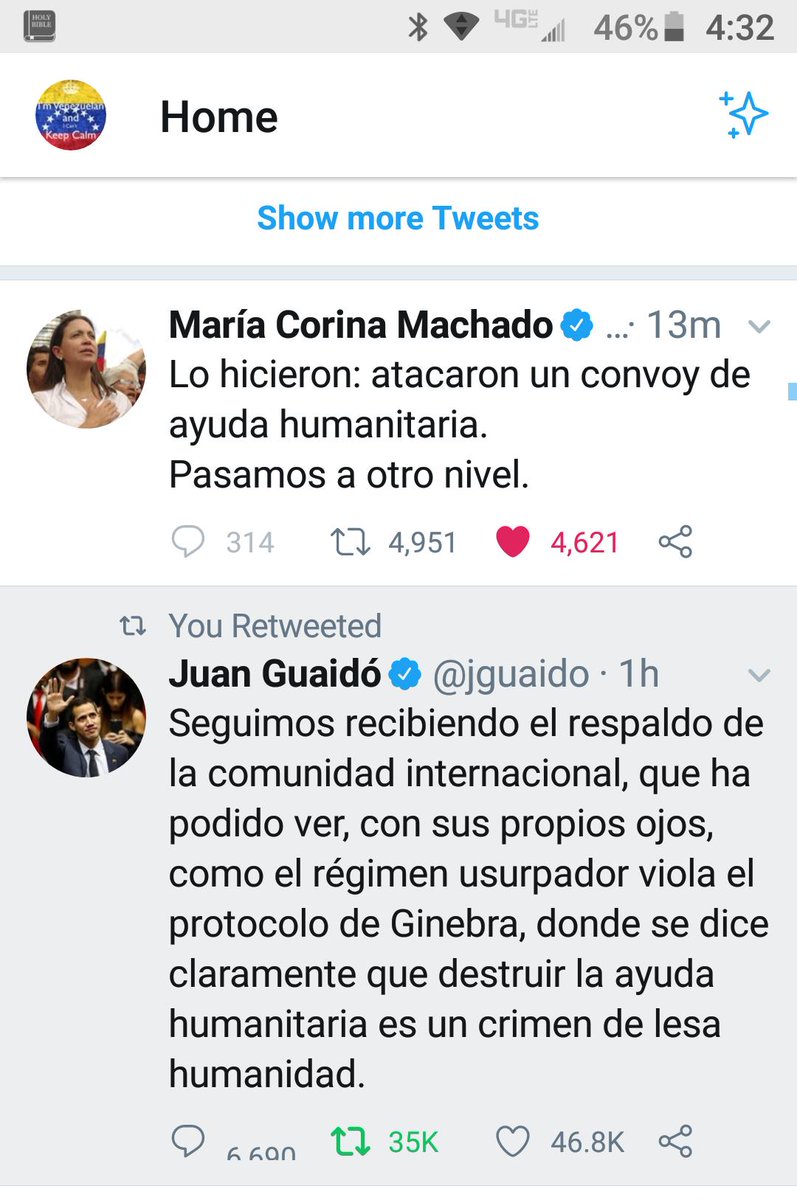 HOLY
BIBLE
4G LTE 46% 4:32
I'm Venezuelan
and
I Can't
Keep Calm
Home
Show more Tweets
María Corina Machado ...· 13m
Lo hicieron: atacaron un convoy de
ayuda humanitaria.
Pasamos a otro nivel.
314 4,951 4,621
You Retweeted
Juan Guaidó @jguaido · 1h
Seguimos recibiendo el respaldo de
la comunidad internacional, que ha
podido ver, con sus propios ojos,
como el régimen usurpador viola el
protocolo de Ginebra, donde se dice
claramente que destruir la ayuda
humanitaria es un crimen de lesa
humanidad.
6,690 35K 46.8K